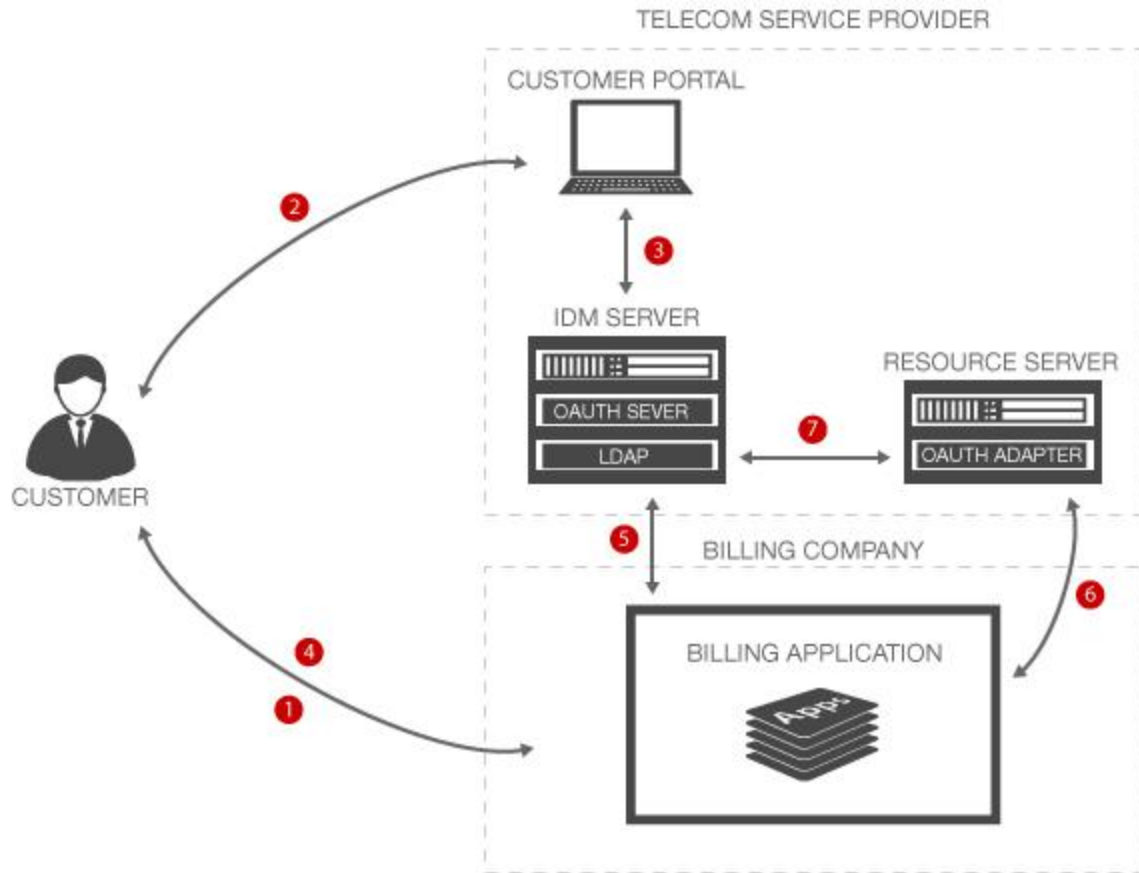 TELECOM SERVICE PROVIDER
CUSTOMER PORTAL
2
3
IDM SERVER
RESOURCE SERVER
OAUTH SEVER
7
OAUTH ADAPTER
LDAP
CUSTOMER
5
BILLING COMPANY
6
4
BILLING APPLICATION
1
Apps